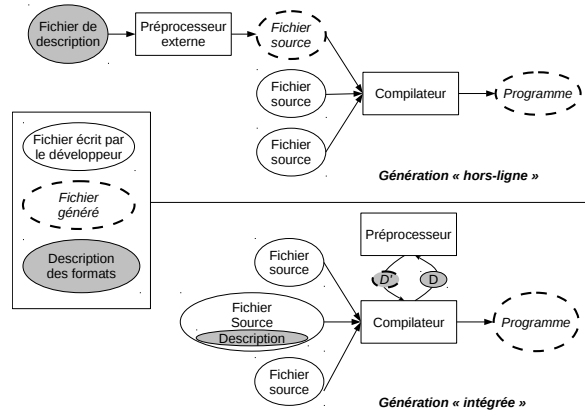 Fichier de
description
Préprocesseur
externe
Fichier
source
Fichier
source
Compilateur
Programme
Fichier
source
Génération « hors-ligne »
Fichier écrit par
le développeur
Fichier
généré
Description
des formats
Préprocesseur
Fichier
source
D'
D
Fichier
Source
Description
Compilateur
Programme
Fichier
source
Génération « intégrée »